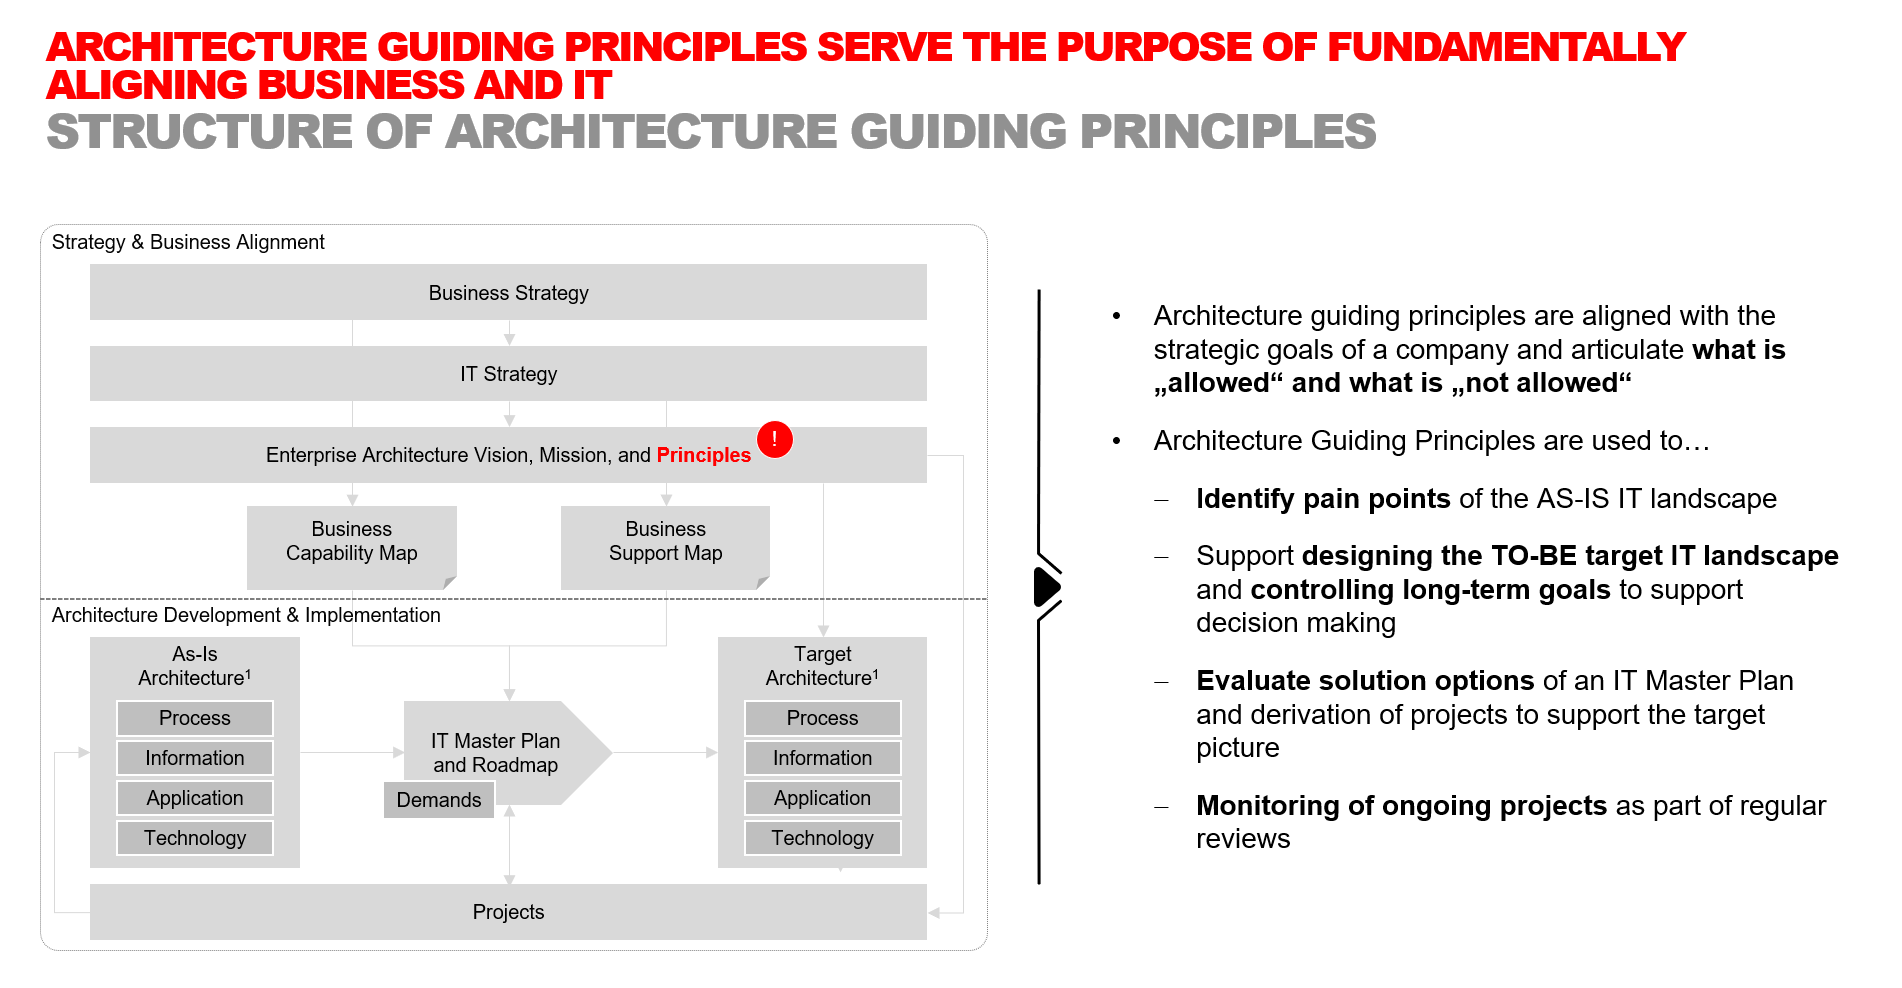 ARCHITECTURE GUIDING PRINCIPLES SERVE THE PURPOSE OF FUNDAMENTALLY
ALIGNING BUSINESS AND IT
STRUCTURE OF ARCHITECTURE GUIDING PRINCIPLES
Strategy & Business Alignment
Business Strategy
IT Strategy
Enterprise Architecture Vision, Mission, and Principles
!
Business
Capability Map
Business
Support Map
Architecture Development & Implementation
As-Is
Architecture¹
Process
Information
Application
Technology
IT Master Plan
and Roadmap
Demands
Target
Architecture¹
Process
Information
Application
Technology
Projects
• Architecture guiding principles are aligned with the
strategic goals of a company and articulate what is
„allowed“ and what is „not allowed“
• Architecture Guiding Principles are used to…
– Identify pain points of the AS-IS IT landscape
– Support designing the TO-BE target IT landscape
and controlling long-term goals to support
decision making
– Evaluate solution options of an IT Master Plan
and derivation of projects to support the target
picture
– Monitoring of ongoing projects as part of regular
reviews